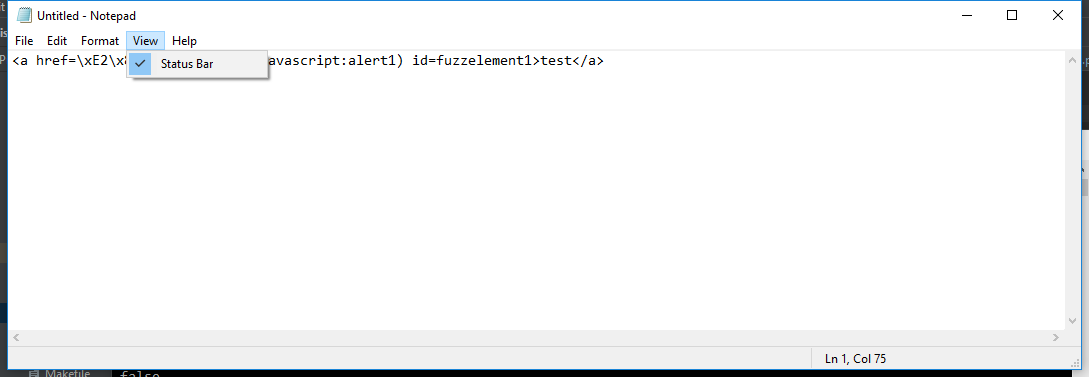 Untitled - Notepad
File Edit Format View Help
<a href=\xE2\x avascript:alert1) id=fuzzelement1>test</a>
Status Bar
Ln 1, Col 75
Makefile false